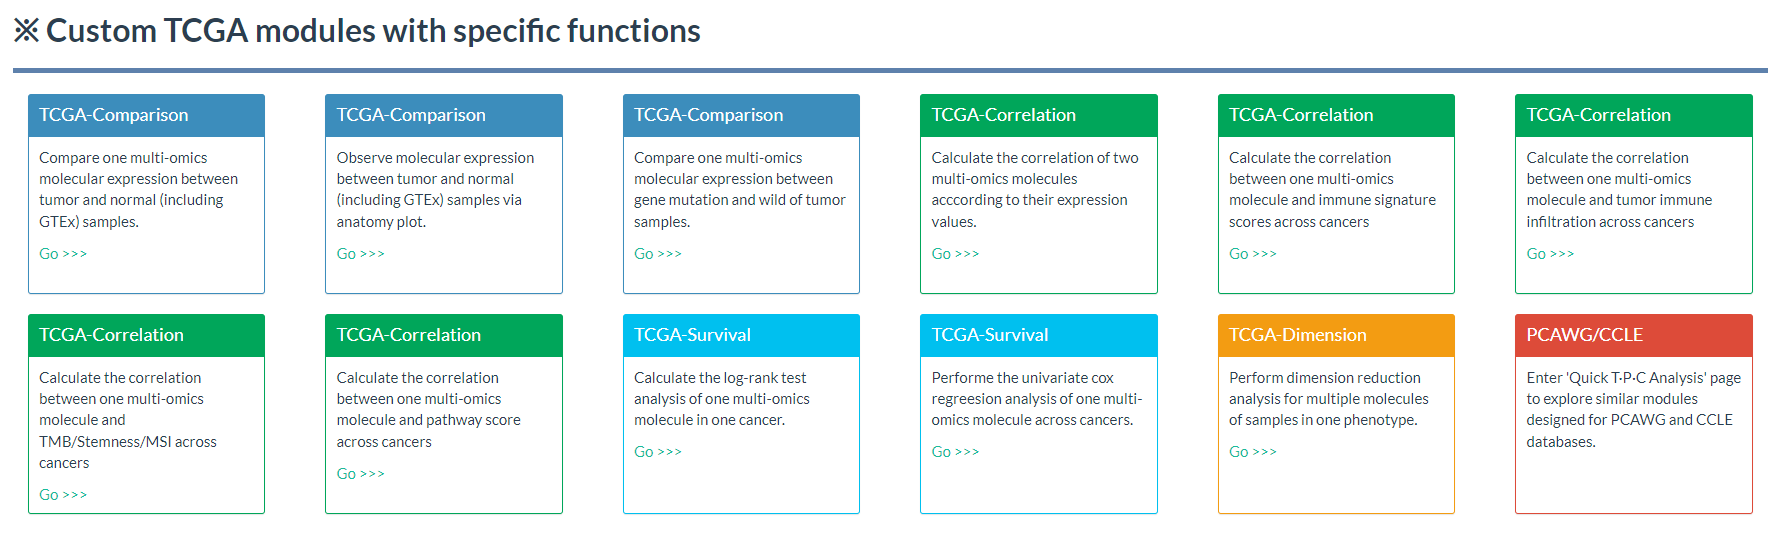 ※ Custom TCGA modules with specific functions
TCGA-Comparison
Compare one multi-omics
molecular expression between
tumor and normal (including
GTEx) samples.
Go >>>
TCGA-Comparison
Observe molecular expression
between tumor and normal
(including GTEx) samples via
anatomy plot.
Go >>>
TCGA-Comparison
Compare one multi-omics
molecular expression between
gene mutation and wild of tumor
samples.
Go >>>
TCGA-Correlation
Calculate the correlation of two
multi-omics molecules
acccording to their expression
values.
Go >>>
TCGA-Correlation
Calculate the correlation
between one multi-omics
molecule and immune signature
scores across cancers
Go >>>
TCGA-Correlation
Calculate the correlation
between one multi-omics
molecule and tumor immune
infiltration across cancers
Go >>>
TCGA-Correlation
Calculate the correlation
between one multi-omics
molecule and
TMB/Stemness/MSI across
cancers
Go >>>
TCGA-Correlation
Calculate the correlation
between one multi-omics
molecule and pathway score
across cancers
Go >>>
TCGA-Survival
Calculate the log-rank test
analysis of one multi-omics
molecule in one cancer.
Go >>>
TCGA-Survival
Performe the univariate cox
regreesion analysis of one multi-
omics molecule across cancers.
Go >>>
TCGA-Dimension
Perform dimension reduction
analysis for multiple molecules
of samples in one phenotype.
Go >>>
PCAWG/CCLE
Enter 'Quick T·P·C Analysis' page
to explore similar modules
designed for PCAWG and CCLE
databases.